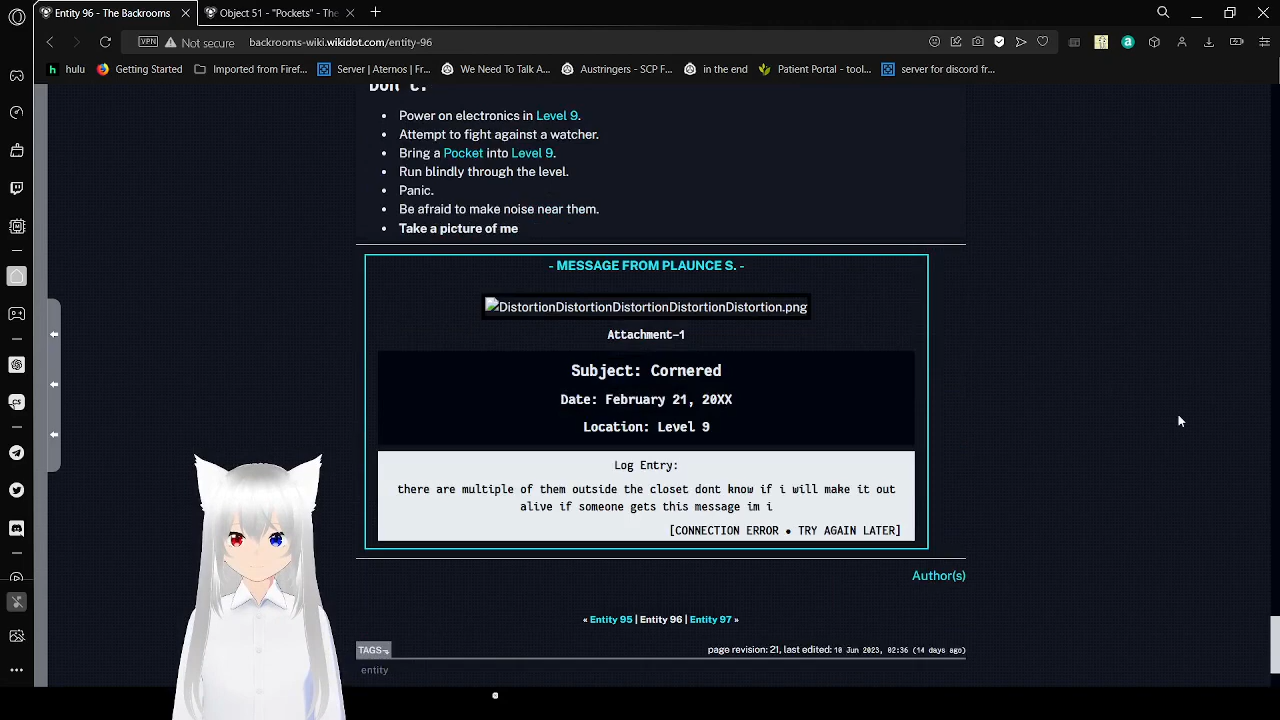 Entity 96 - The Backrooms
Object 51 - "Pockets" - The
VPN
Not secure
backrooms-wiki.wikidot.com/entity-96
hulu
Getting Started
Imported from Firef...
Server | Aternos | Fr...
We Need To Talk A...
Austringers - SCP F...
in the end
Patient Portal - tool...
server for discord fr...
Don't:
Power on electronics in Level 9.
Attempt to fight against a watcher.
Bring a Pocket into Level 9.
Run blindly through the level.
Panic.
Be afraid to make noise near them.
Take a picture of me
- MESSAGE FROM PLAUNCE S. -
DistortionDistortionDistortionDistortionDistortion.png
Attachment-1
Subject: Cornered
Date: February 21, 20XX
Location: Level 9
Log Entry:
there are multiple of them outside the closet dont know if i will make it out
alive if someone gets this message im i
[CONNECTION ERROR • TRY AGAIN LATER]
Author(s)
« Entity 95 | Entity 96 | Entity 97 »
TAGS
page revision: 21, last edited: 10 Jun 2023, 02:36 (14 days ago)
entity